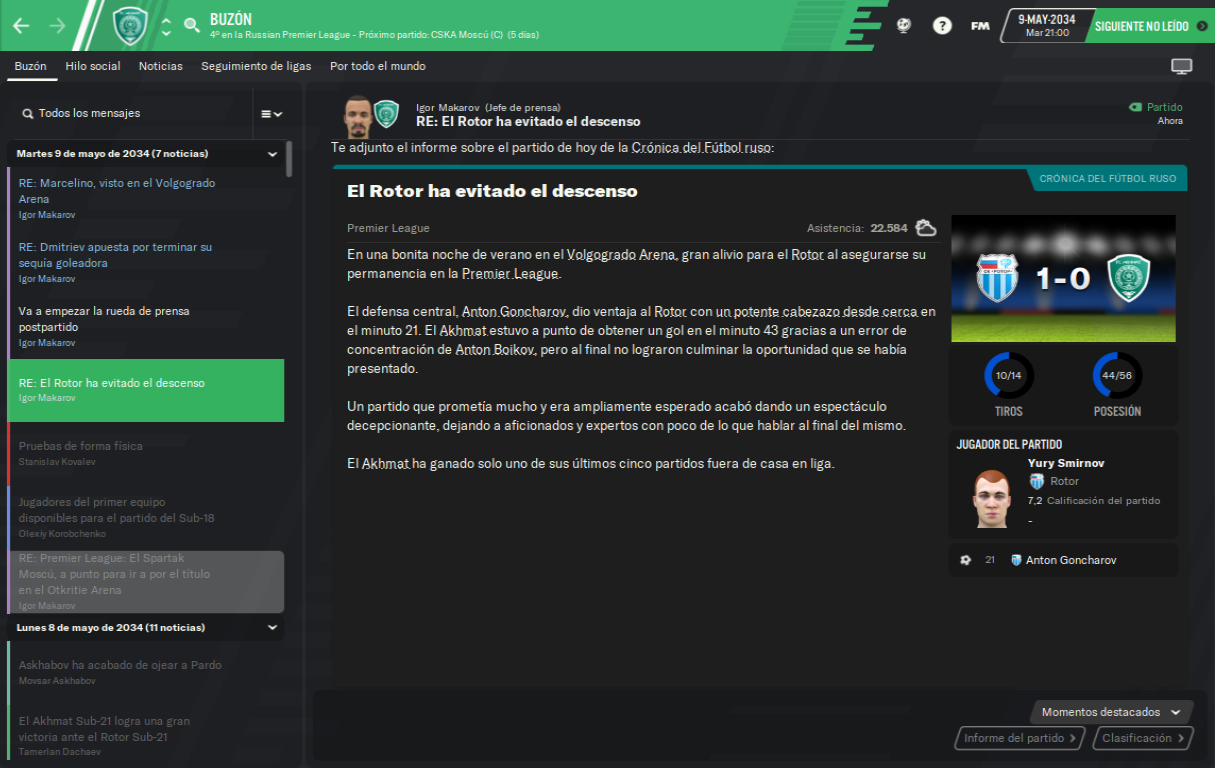 BUZÓN
4º en la Russian Premier League - Próximo partido: CSKA Moscú (C) (5 días)
?
FM
9-MAY-2034
Mar 21:00
SIGUIENTE NO LEÍDO
Buzón
Hilo social
Noticias
Seguimiento de ligas
Por todo el mundo
Todos los mensajes
Martes 9 de mayo de 2034 (7 noticias)
RE: Marcelino, visto en el Volgogrado
Arena
Igor Makarov
RE: Dmitriev apuesta por terminar su
sequía goleadora
Igor Makarov
Va a empezar la rueda de prensa
postpartido
Igor Makarov
RE: El Rotor ha evitado el descenso
Igor Makarov
Pruebas de forma física
Stanislav Kovalev
Jugadores del primer equipo
disponibles para el partido del Sub-18
Olexiy Korobchenko
RE: Premier League: El Spartak
Moscú, a punto para ir a por el título
en el Otkritie Arena
Igor Makarov
Lunes 8 de mayo de 2034 (11 noticias)
Askhabov ha acabado de ojear a Pardo
Movsar Askhabov
El Akhmat Sub-21 logra una gran
victoria ante el Rotor Sub-21
Tamerlan Dachaev
Igor Makarov (Jefe de prensa)
RE: El Rotor ha evitado el descenso
Partido
Ahora
Te adjunto el informe sobre el partido de hoy de la Crónica del Fútbol ruso:
CRÓNICA DEL FÚTBOL RUSO
El Rotor ha evitado el descenso
Premier League
Asistencia: 22.584
En una bonita noche de verano en el Volgogrado Arena, gran alivio para el Rotor al asegurarse su
permanencia en la Premier League.
El defensa central, Anton Goncharov, dio ventaja al Rotor con un potente cabezazo desde cerca en
el minuto 21. El Akhmat estuvo a punto de obtener un gol en el minuto 43 gracias a un error de
concentración de Anton Boikov, pero al final no lograron culminar la oportunidad que se había
presentado.
Un partido que prometía mucho y era ampliamente esperado acabó dando un espectáculo
decepcionante, dejando a aficionados y expertos con poco de lo que hablar al final del mismo.
El Akhmat ha ganado solo uno de sus últimos cinco partidos fuera de casa en liga.
1-0
10/14
44/56
TIROS
POSESIÓN
JUGADOR DEL PARTIDO
Yury Smirnov
Rotor
7,2 Calificación del partido
-
21
Anton Goncharov
Momentos destacados
Informe del partido
Clasificación